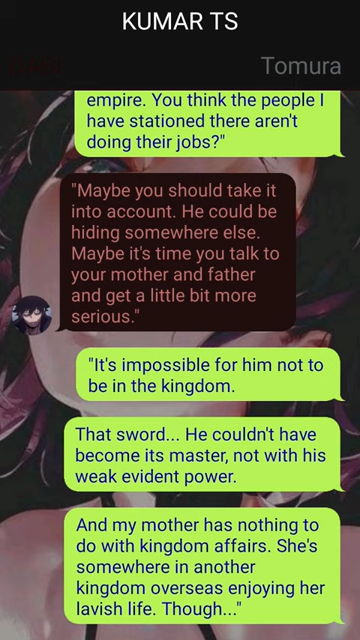 KUMAR TS
Tomura
empire. You think the people I
have stationed there aren't
doing their jobs?"
"Maybe you should take it
into account. He could be
hiding somewhere else.
Maybe it's time you talk to
your mother and father
and get a little bit more
serious."
"It's impossible for him not to
be in the kingdom.
That sword... He couldn't have
become its master, not with his
weak evident power.
And my mother has nothing to
do with kingdom affairs. She's
somewhere in another
kingdom overseas enjoying her
lavish life. Though..."